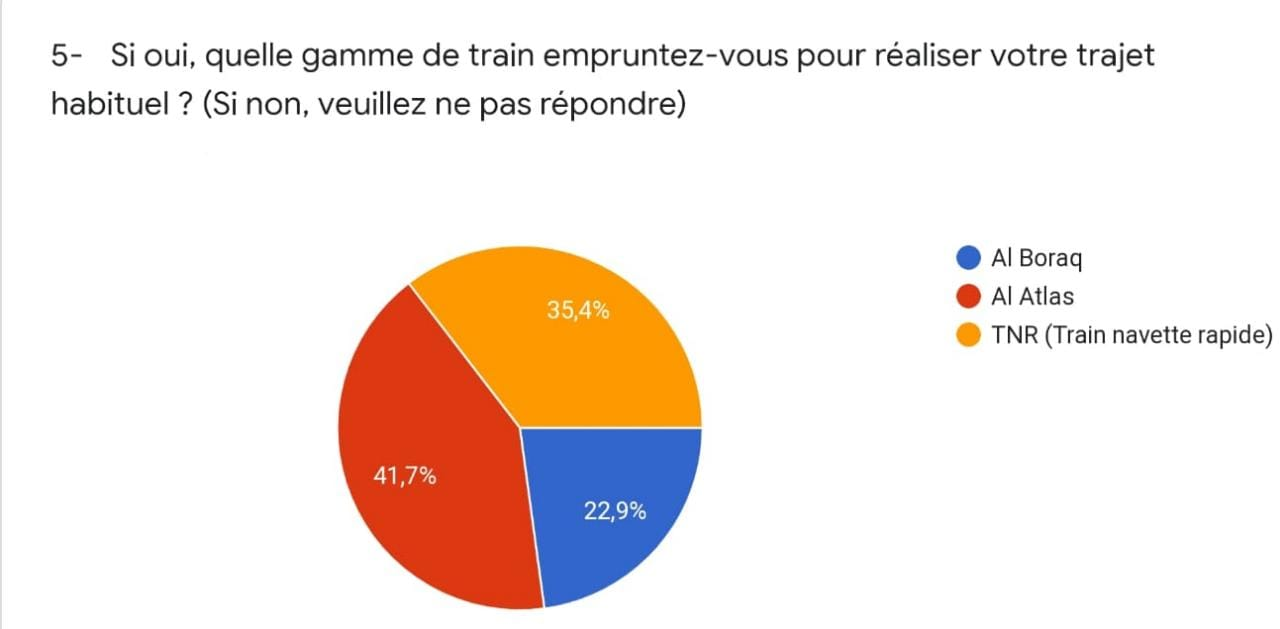 5- Si oui, quelle gamme de train empruntez-vous pour réaliser votre trajet
habituel ? (Si non, veuillez ne pas répondre)
Al Boraq
Al Atlas
TNR (Train navette rapide)
35,4%
41,7%
22,9%